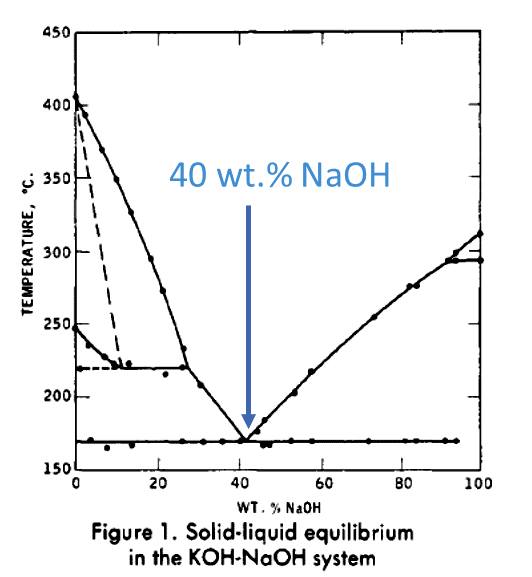 450
400
350
300
250
200
150
TEMPERATURE, °C.
40 wt.% NaOH
0
20
40
60
80
100
WT. % NaOH
Figure 1. Solid-liquid equilibrium
in the KOH-NaOH system